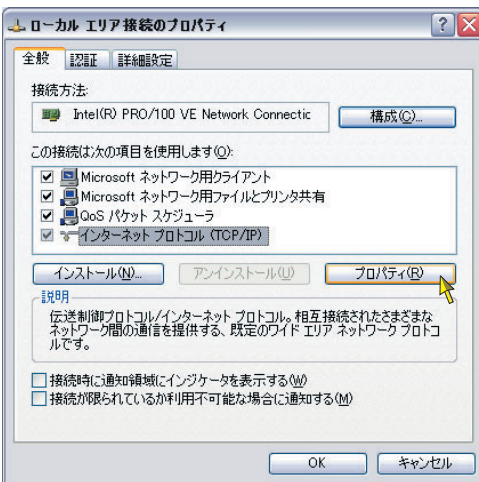 ローカル エリア接続のプロパティ
全般 認証 詳細設定
接続方法:
Intel(R) PRO/100 VE Network Connectic
構成(C)...
この接続は次の項目を使用します(O):
Microsoft ネットワーク用クライアント
Microsoft ネットワーク用ファイルとプリンタ共有
QoS パケット スケジューラ
インターネット プロトコル (TCP/IP)
インストール(N)... アンインストール(U) プロパティ(R)
説明
伝送制御プロトコル/インターネット プロトコル。相互接続されたさまざまな
ネットワーク間の通信を提供する、既定のワイド エリア ネットワーク プロトコ
ルです。
接続時に通知領域にインジケータを表示する(W)
接続が限られているか利用不可能な場合に通知する(M)
OK キャンセル